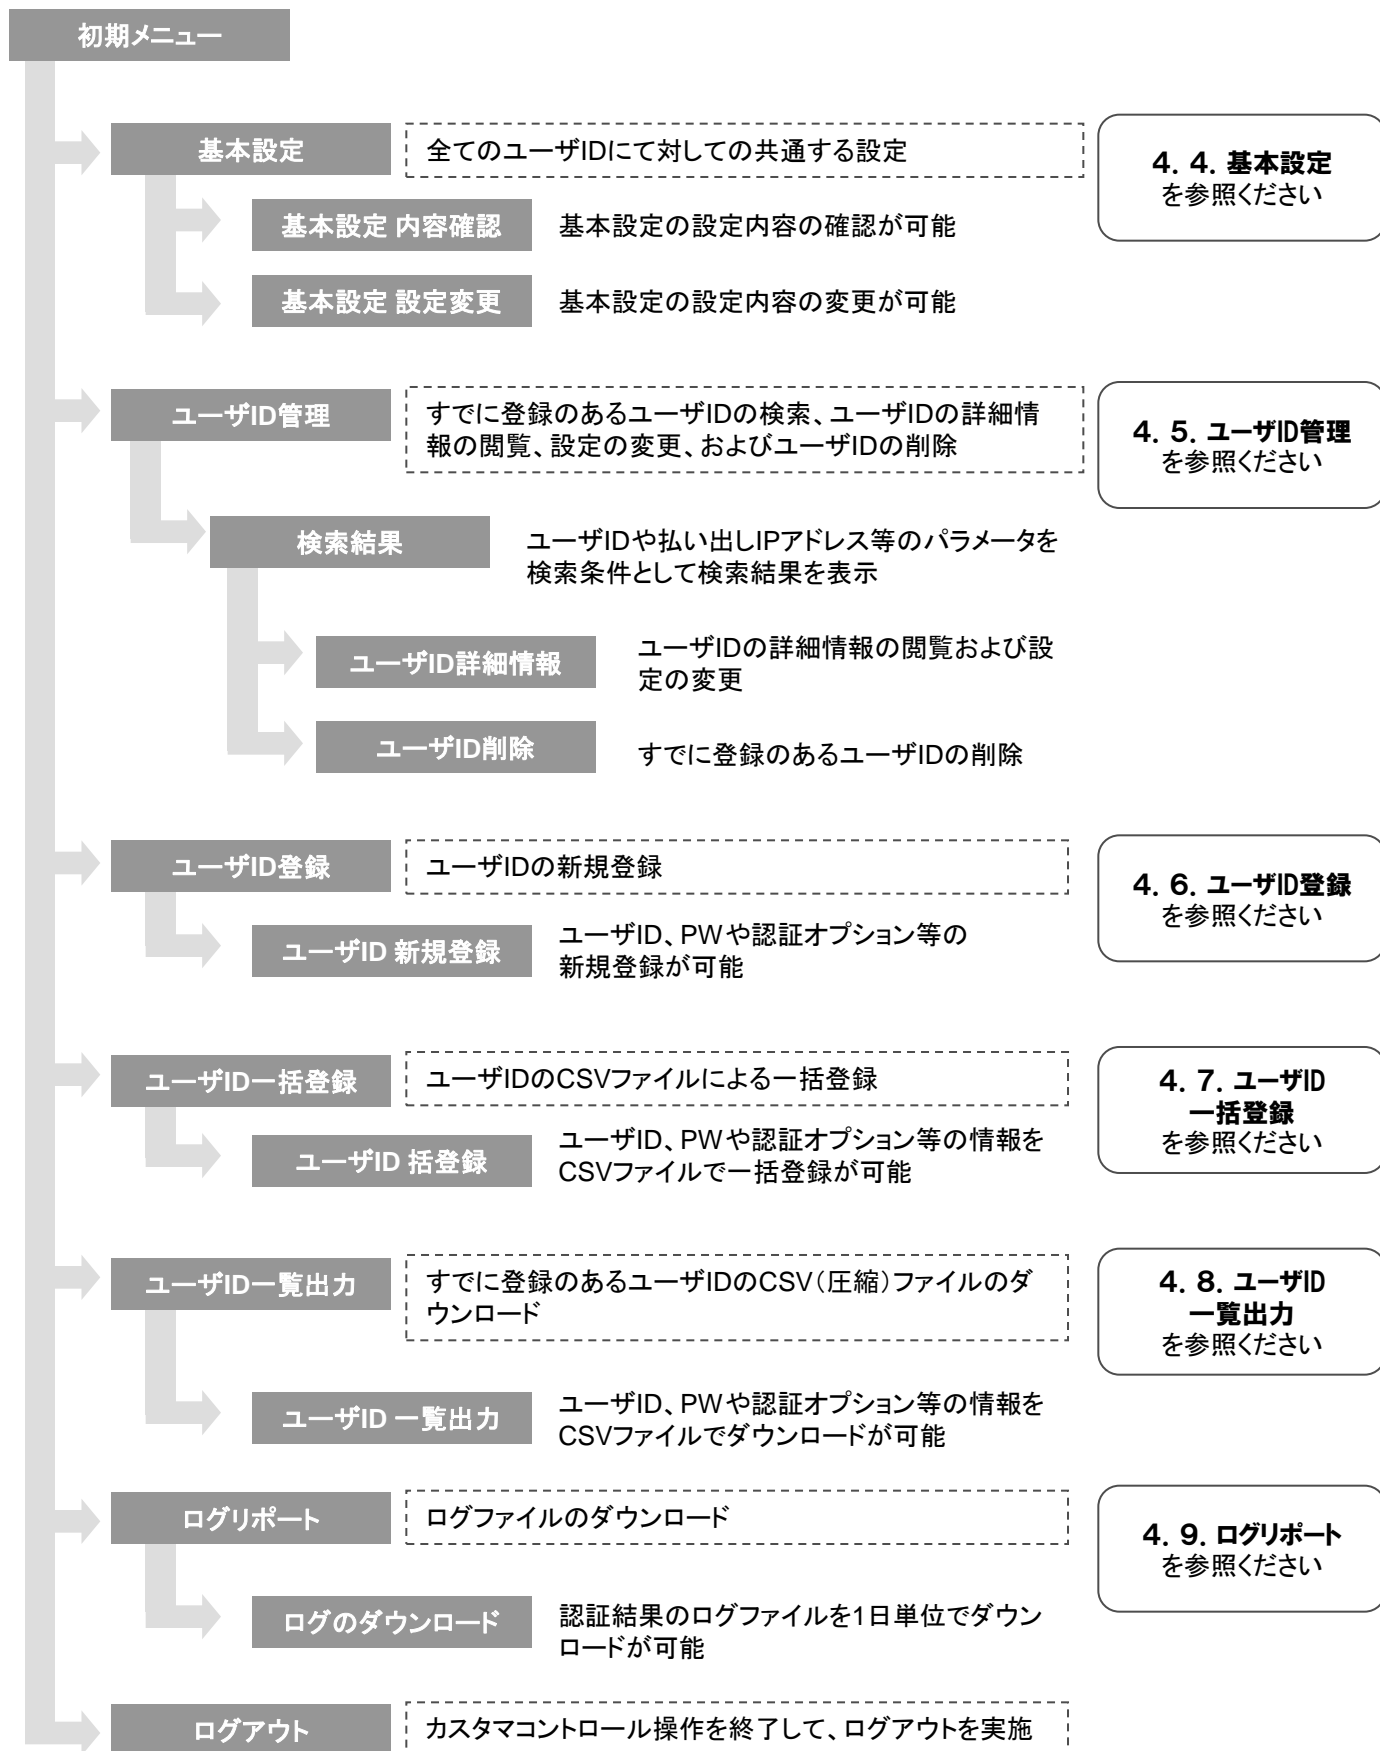 初期メニュー
基本設定
全てのユーザIDにて対しての共通する設定
４．４．基本設定
を参照ください
基本設定 内容確認
基本設定の設定内容の確認が可能
基本設定 設定変更
基本設定の設定内容の変更が可能
ユーザID管理
すでに登録のあるユーザIDの検索、ユーザIDの詳細情
報の閲覧、設定の変更、およびユーザIDの削除
４．５．ユーザID管理
を参照ください
検索結果
ユーザIDや払い出しIPアドレス等のパラメータを
検索条件として検索結果を表示
ユーザID詳細情報
ユーザIDの詳細情報の閲覧および設
定の変更
ユーザID削除
すでに登録のあるユーザIDの削除
ユーザID登録
ユーザIDの新規登録
４．６．ユーザID登録
を参照ください
ユーザID 新規登録
ユーザID、PWや認証オプション等の
新規登録が可能
ユーザID一括登録
ユーザIDのCSVファイルによる一括登録
４．７．ユーザID
一括登録
を参照ください
ユーザID 括登録
ユーザID、PWや認証オプション等の情報を
CSVファイルで一括登録が可能
ユーザID一覧出力
すでに登録のあるユーザIDのCSV（圧縮）ファイルのダ
ウンロード
４．８．ユーザID
一覧出力
を参照ください
ユーザID 一覧出力
ユーザID、PWや認証オプション等の情報を
CSVファイルでダウンロードが可能
ログリポート
ログファイルのダウンロード
４．９．ログリポート
を参照ください
ログのダウンロード
認証結果のログファイルを1日単位でダウン
ロードが可能
ログアウト
カスタマコントロール操作を終了して、ログアウトを実施